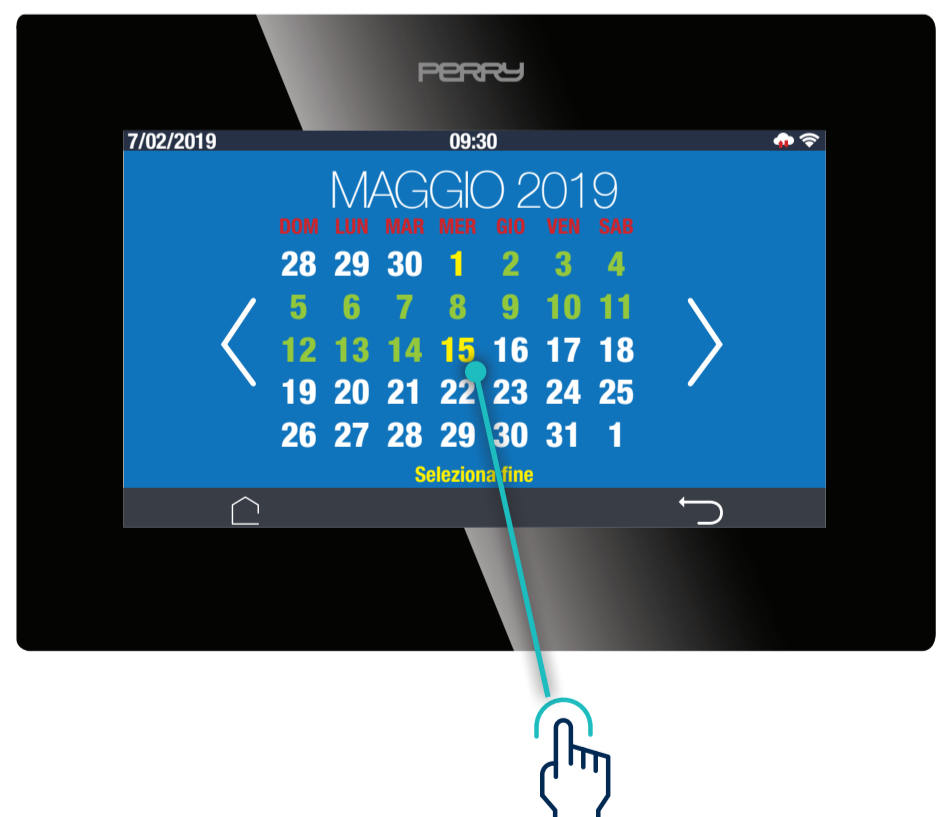 PERRY
7/02/2019 09:30
MAGGIO 2019
DOM LUN MAR MER GIO VEN SAB
28 29 30 1 2 3 4
5 6 7 8 9 10 11
12 13 14 15 16 17 18
19 20 21 22 23 24 25
26 27 28 29 30 31 1
Seleziona fine